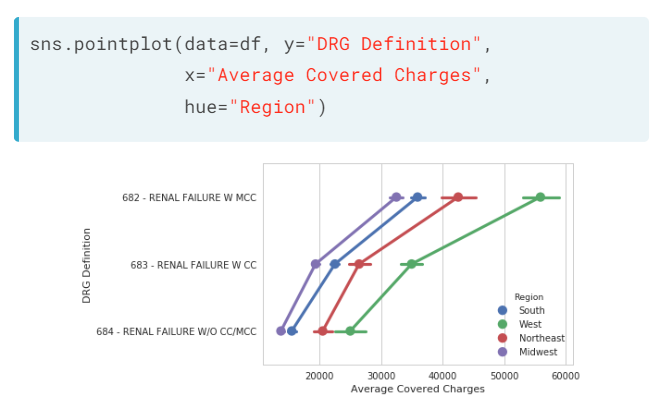 sns.pointplot(data=df, y="DRG Definition",
x="Average Covered Charges",
hue="Region")
682 - RENAL FAILURE W MCC
683 - RENAL FAILURE W CC
684 - RENAL FAILURE W/O CC/MCC
DRG Definition
Region
South
West
Northeast
Midwest
20000 30000 40000 50000 60000
Average Covered Charges